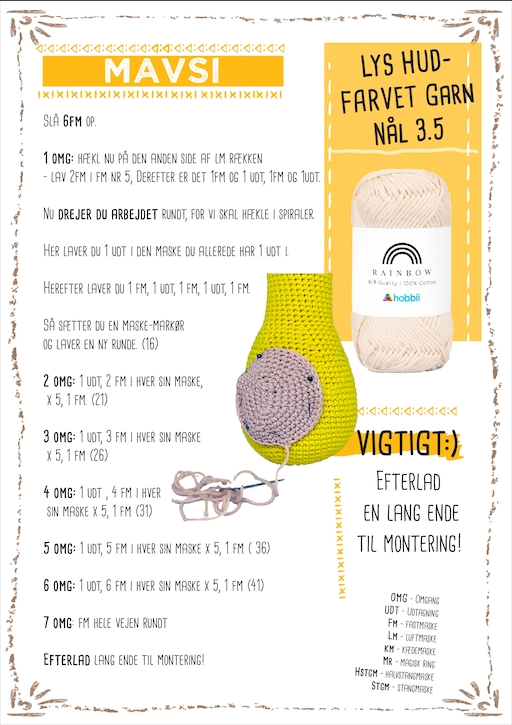 MAVSI
Slå 6FM op.
1 OMG: Hækl nu på den anden side af lm rækken
- lav 2fm i fm nr 5, Derefter er det 1fm og 1 udt, 1fm og 1udt.
Nu DREJER DU ARBEJDET rundt, for vi skal hækle i spiraler.
Her laver du 1 udt i den maske du allerede har 1 udt i.
Herefter laver du 1 fm, 1 udt, 1 fm, 1 udt, 1 fm.
Så sætter du en maske-markør
og laver en ny runde. (16)
2 OMG: 1 udt, 2 fm i hver sin maske,
x 5, 1 fm. (21)
3 OMG: 1 udt, 3 fm i hver sin maske
x 5, 1 fm (26)
4 OMG: 1 udt , 4 fm i hver
sin maske x 5, 1 fm (31)
5 OMG: 1 udt, 5 fm i hver sin maske x 5, 1 fm ( 36)
6 OMG: 1 udt, 6 fm i hver sin maske x 5, 1 fm (41)
7 OMG: fm hele vejen rundt
Efterlad lang ende til montering!
LYS HUD-
FARVET GARN
NÅL 3.5
RAINBOW
8/8 Quality | 100% Cotton
hobbii
VIGTIGT:)
Efterlad
en lang ende
til montering!
OMG - Omgang
UDT - Udtagning
Fm - fastmaske
Lm - luftmaske
km - kædemaske
Mr - magisk ring
Hstgm - halvstangmaske
Stgm - stangmaske